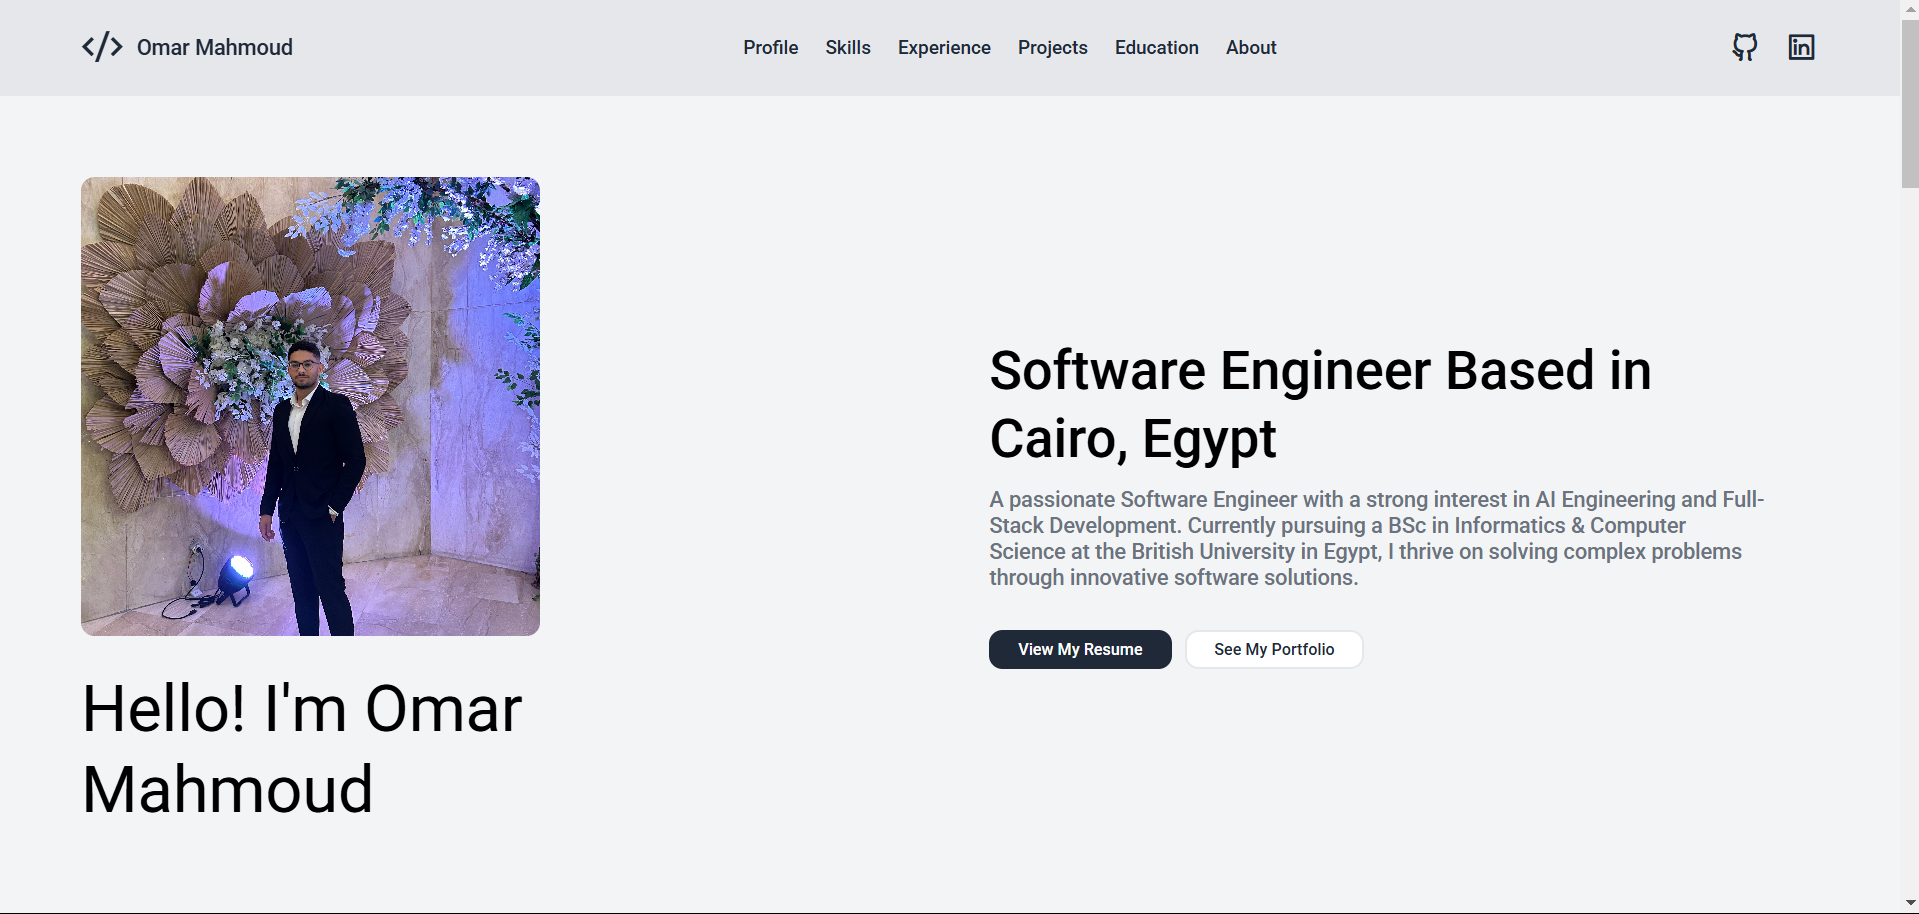 </> Omar Mahmoud
Profile Skills Experience Projects Education About
in
Hello! I'm Omar
Mahmoud
Software Engineer Based in
Cairo, Egypt
A passionate Software Engineer with a strong interest in AI Engineering and Full-
Stack Development. Currently pursuing a BSc in Informatics & Computer
Science at the British University in Egypt, I thrive on solving complex problems
through innovative software solutions.
View My Resume See My Portfolio